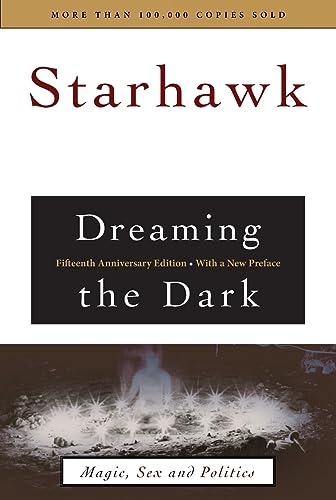 MORE THAN 100,000 COPIES SOLD
Starhawk
Dreaming
Fifteenth Anniversary Edition • With a New Preface
the Dark
Magic, Sex and Politics